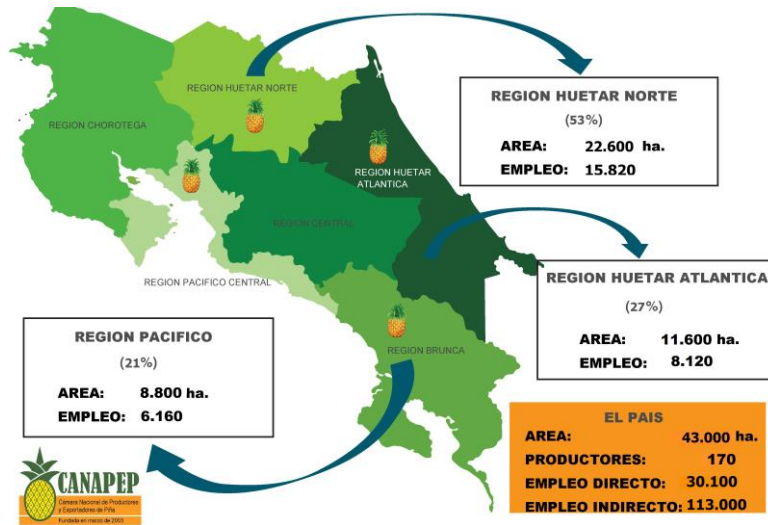 REGION HUETAR NORTE
REGION CHOROTEGA
REGION HUETAR
ATLANTICA
REGION CENTRAL
REGION PACIFICO CENTRAL
REGION BRUNCA
REGION HUETAR NORTE
(53%)
AREA: 22.600 ha.
EMPLEO: 15.820
REGION HUETAR ATLANTICA
(27%)
AREA: 11.600 ha.
EMPLEO: 8.120
REGION PACIFICO
(21%)
AREA: 8.800 ha.
EMPLEO: 6.160
EL PAIS
AREA: 43.000 ha.
PRODUCTORES: 170
EMPLEO DIRECTO: 30.100
EMPLEO INDIRECTO: 113.000
CANAPEP
Cámara Nacional de Productores
y Exportadores de Piña
Fundada en marzo de 2003